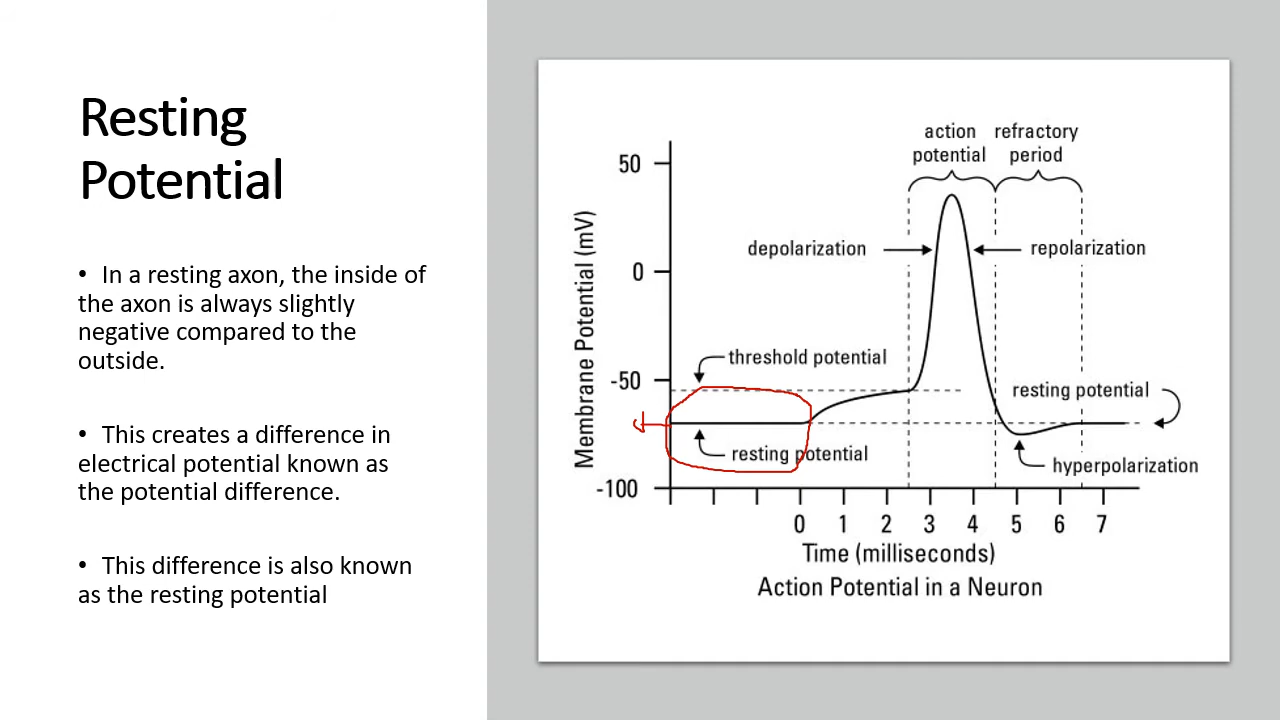 Resting
Potential
• In a resting axon, the inside of
the axon is always slightly
negative compared to the
outside.
• This creates a difference in
electrical potential known as
the potential difference.
• This difference is also known
as the resting potential
action
potential
refractory
period
50
depolarization
repolarization
0
Membrane Potential (mV)
threshold potential
-50
resting potential
resting potential
hyperpolarization
-100
0 1 2 3 4 5 6 7
Time (milliseconds)
Action Potential in a Neuron